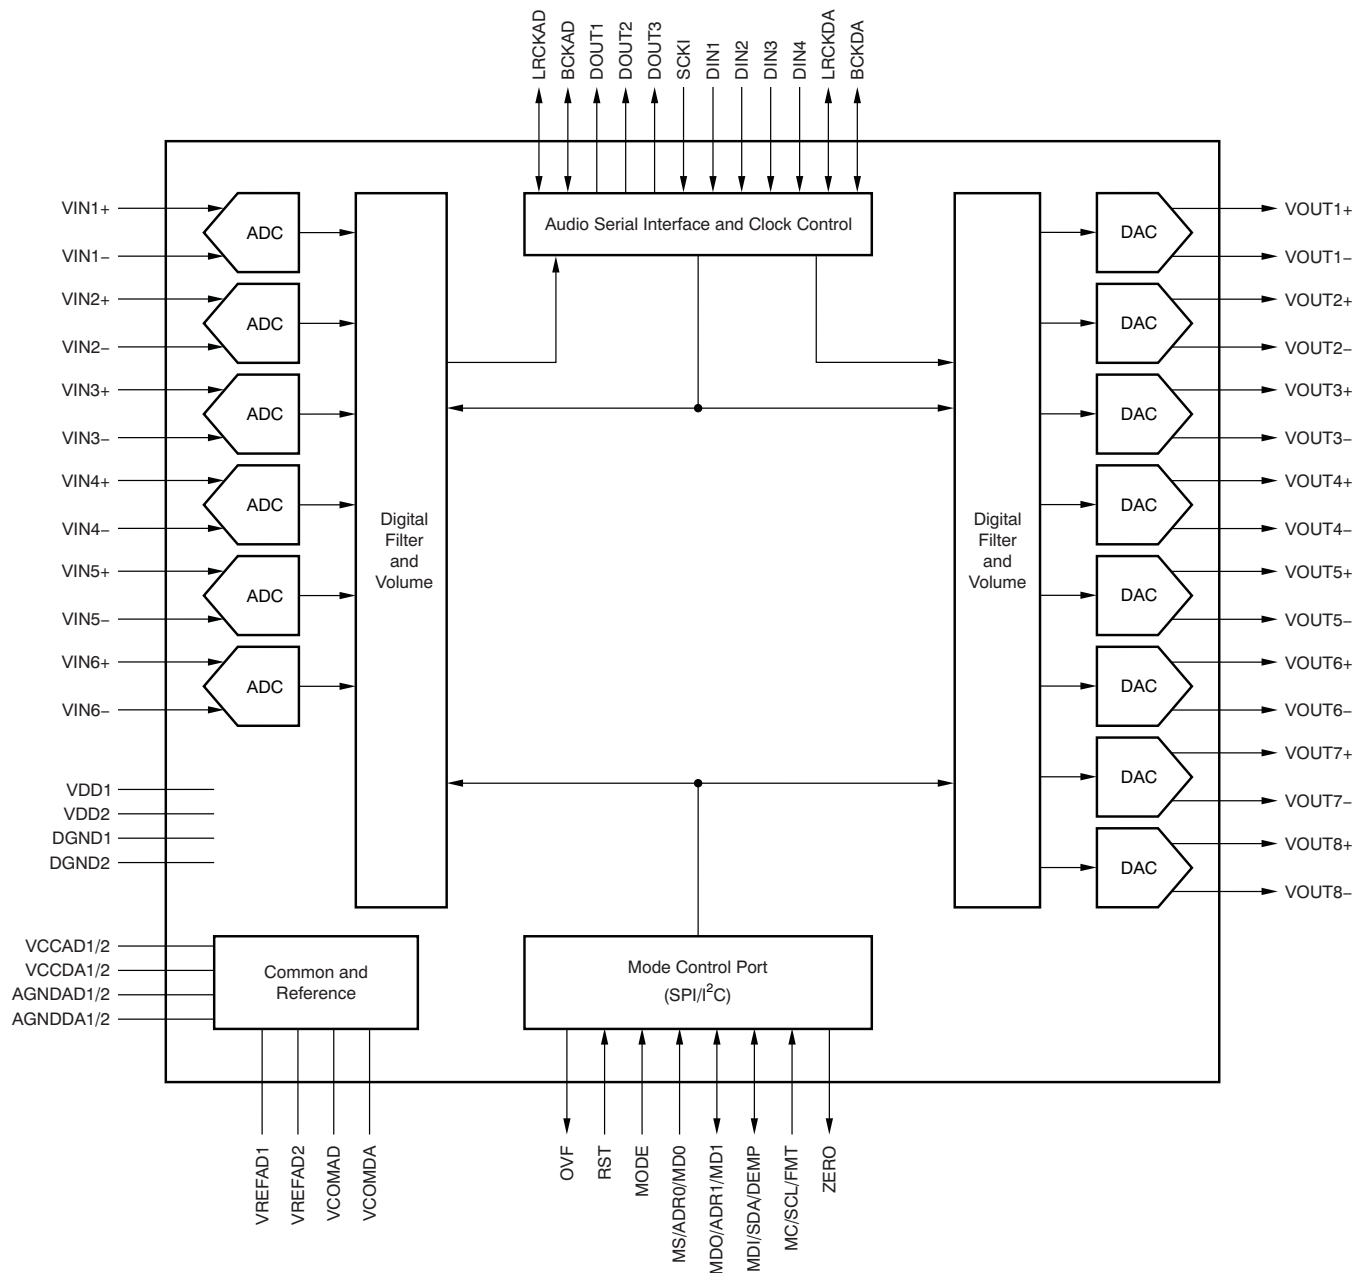 LRCKAD
BCKAD
DOUT1
DOUT2
DOUT3
SCKI
DIN1
DIN2
DIN3
DIN4
LRCKDA
BCKDA
Audio Serial Interface and Clock Control
VIN1+
VIN1−
ADC
VIN2+
VIN2−
ADC
VIN3+
VIN3−
ADC
VIN4+
VIN4−
ADC
VIN5+
VIN5−
ADC
VIN6+
VIN6−
ADC
Digital
Filter
and
Volume
Digital
Filter
and
Volume
DAC
VOUT1+
VOUT1−
DAC
VOUT2+
VOUT2−
DAC
VOUT3+
VOUT3−
DAC
VOUT4+
VOUT4−
DAC
VOUT5+
VOUT5−
DAC
VOUT6+
VOUT6−
DAC
VOUT7+
VOUT7−
DAC
VOUT8+
VOUT8−
VDD1
VDD2
DGND1
DGND2
VCCAD1/2
VCCDA1/2
AGNDAD1/2
AGNDDA1/2
Common and
Reference
Mode Control Port
(SPI/I²C)
VREFAD1
VREFAD2
VCOMAD
VCOMDA
OVF
RST
MODE
MS/ADR0/MD0
MDO/ADR1/MD1
MDI/SDA/DEMP
MC/SCL/FMT
ZERO